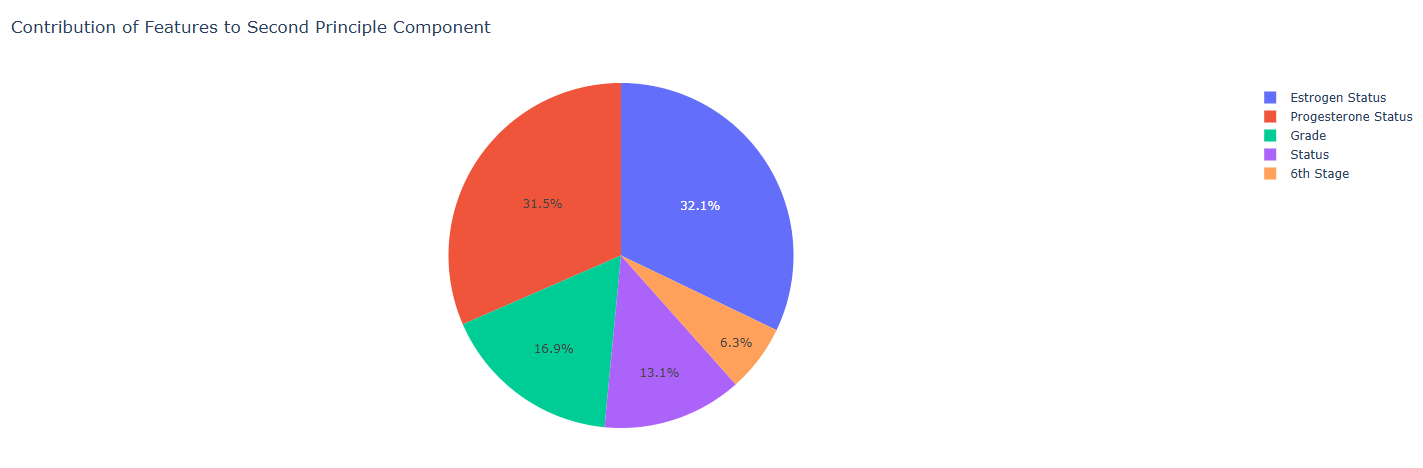 Contribution of Features to Second Principle Component
Estrogen Status
Progesterone Status
Grade
Status
6th Stage
31.5%
32.1%
16.9%
6.3%
13.1%